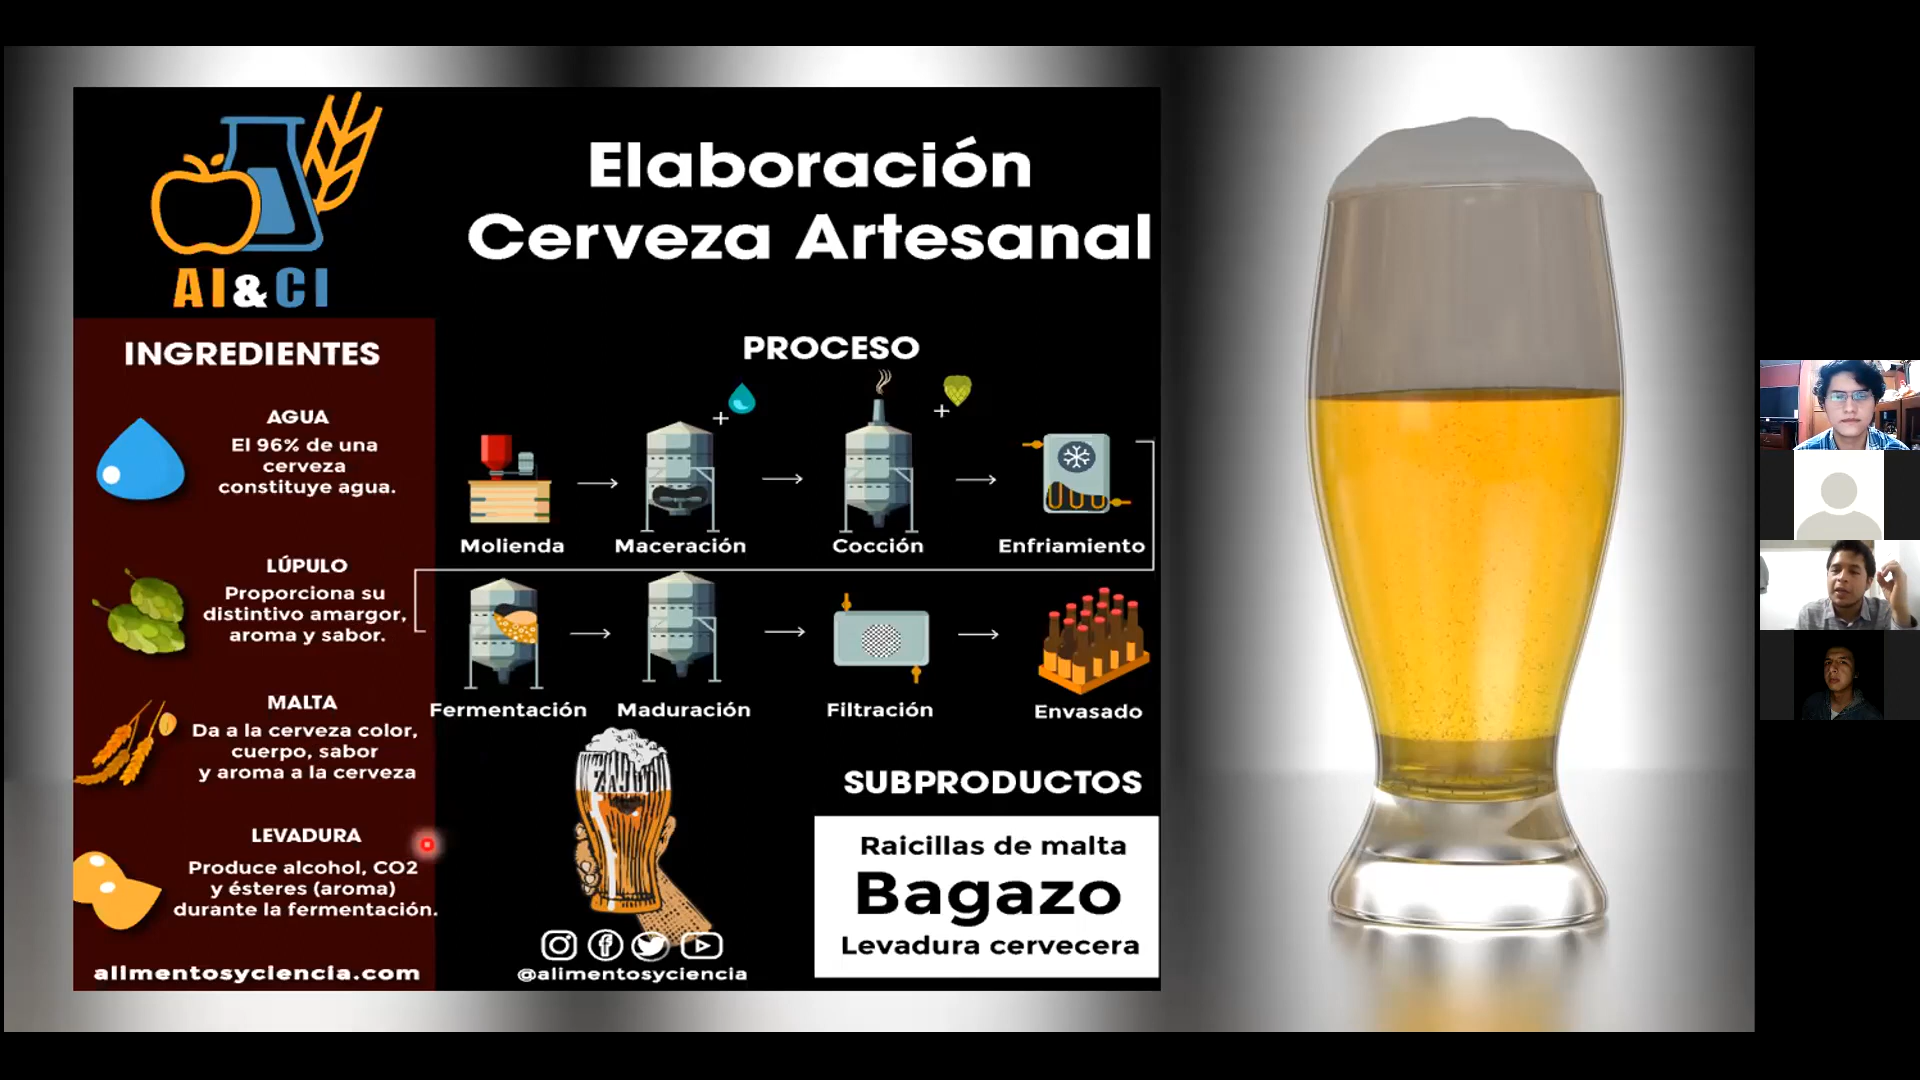 AI&CI
Elaboración
Cerveza Artesanal
INGREDIENTES
AGUA
El 96% de una
cerveza
constituye agua.
LÚPULO
Proporciona su
distintivo amargor,
aroma y sabor.
MALTA
Da a la cerveza color,
cuerpo, sabor
y aroma a la cerveza
LEVADURA
Produce alcohol, CO2
y ésteres (aroma)
durante la fermentación.
alimentosyciencia.com
PROCESO
Molienda
Maceración
Cocción
Enfriamiento
Fermentación
Maduración
Filtración
Envasado
@alimentosyciencia
SUBPRODUCTOS
Raicillas de malta
Bagazo
Levadura cervecera